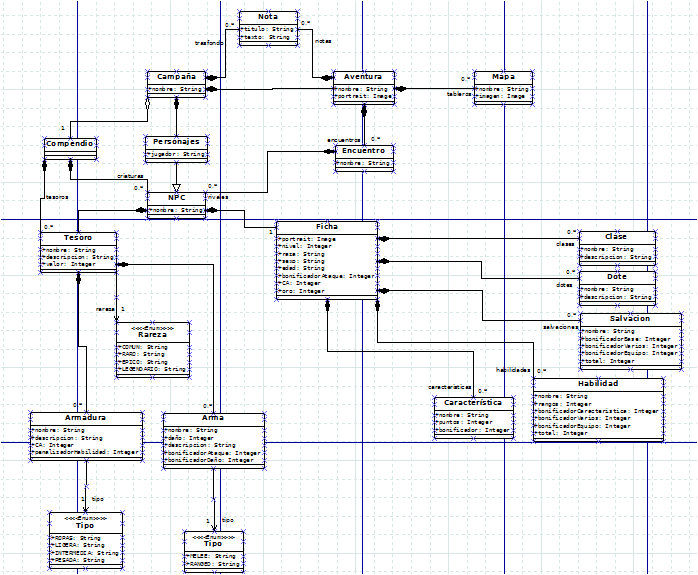 Nota
+titulo: String
+texto: String
0.*
0.*
trasfondo
notas
Campaña
+nombre: String
Aventura
+nombre: String
+portrait: Image
Mapa
+nombre: String
+imagen: Image
0.*
tableros
1
Compendio
Personajes
+jugador: String
encuentros
0.*
Encuentro
+nombre: String
criaturas
0.*
0.*
NPC
+nombre: String
rivales
tesoros
0.*
Tesoro
+nombre: String
+descripcion: String
+valor: Integer
1
Ficha
+portrait: Image
+nivel: Integer
+raza: String
+sexo: String
+edad: String
+bonificadorAtaque: Integer
+CA: Integer
+oro: Integer
0.*
clases
Clase
+nombre: String
+descripcion: String
0.*
dotes
Dote
+nombre: String
+descripcion: String
0.*
salvaciones
Salvacion
+nombre: String
+bonificadorBase: Integer
+bonificadorVarios: Integer
+bonificadorEquipo: Integer
+total: Integer
rareza
1
<<<Enum>>>>
Rareza
+COMUN: String
+RARO: String
+EPICO: String
+LEGENDARIO: String
habilidades
0.*
Habilidad
+nombre: String
+rangos: Integer
+bonificadorCaracteristica: Integer
+bonificadorVarios: Integer
+bonificadorEquipo: Integer
+total: Integer
caracteristicas
0.*
Característica
+nombre: String
+puntos: Integer
+bonificador: Integer
0.*
Armadura
+nombre: String
+descripcion: String
+CA: Integer
+penalizadorHabilidad: Integer
0.*
Arma
+nombre: String
+daño: Integer
+descripcion: String
+bonificadorAtaque: Integer
+bonificadorDaño: Integer
1
tipo
<<<Enum>>>>
Tipo
+ROPAS: String
+LIGERA: String
+INTERMEDIA: String
+PESADA: String
1
tipo
<<<Enum>>>>
Tipo
+MELEE: String
+RANGED: String